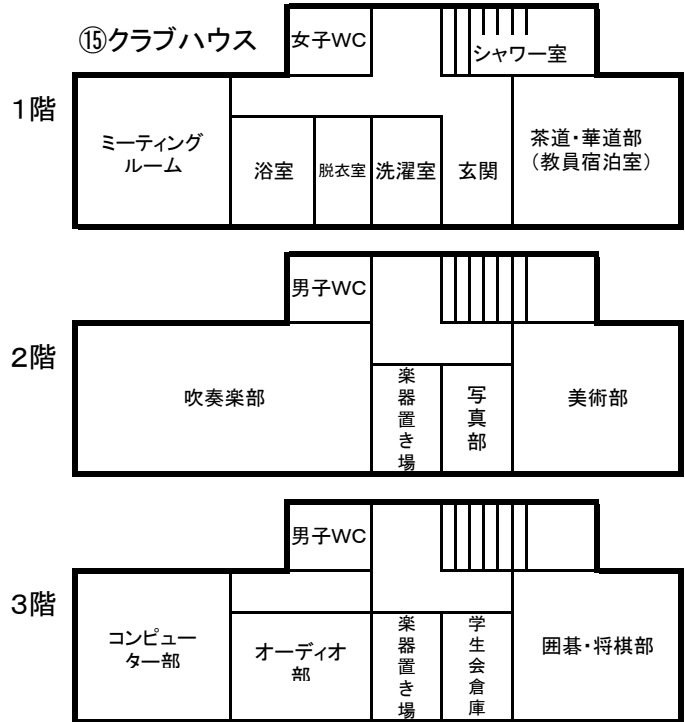 ⑮クラブハウス
女子WC
シャワー室
1階
ミーティング
ルーム
浴室
脱衣室
洗濯室
玄関
茶道・華道部
(教員宿泊室)
男子WC
2階
吹奏楽部
楽器置き場
写真部
美術部
男子WC
3階
コンピュー
ター部
オーディオ
部
楽器置き場
学生会倉庫
囲碁・将棋部